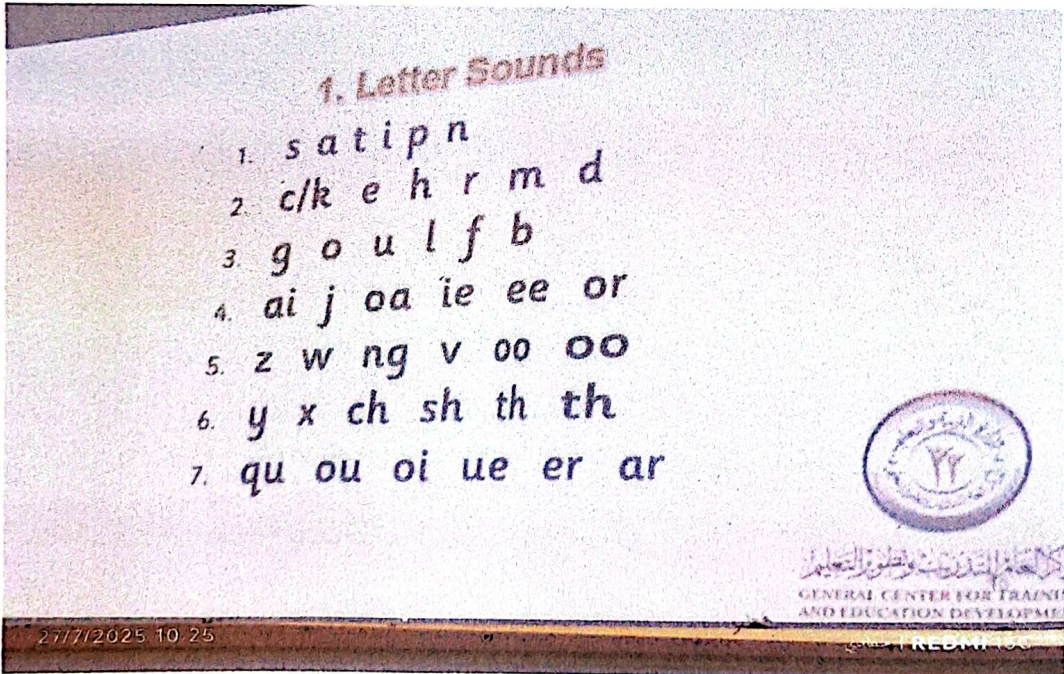 1. Letter Sounds
1. s a t i p n
2. c/k e h r m d
3. g o u l f b
4. ai j oa ie ee or
5. z w ng v oo oo
6. y x ch sh th th
7. qu ou oi ue er ar
٢٢
GENERAL CENTER FOR
AND EDUCATION
27/7/2025 10:25
REDMI